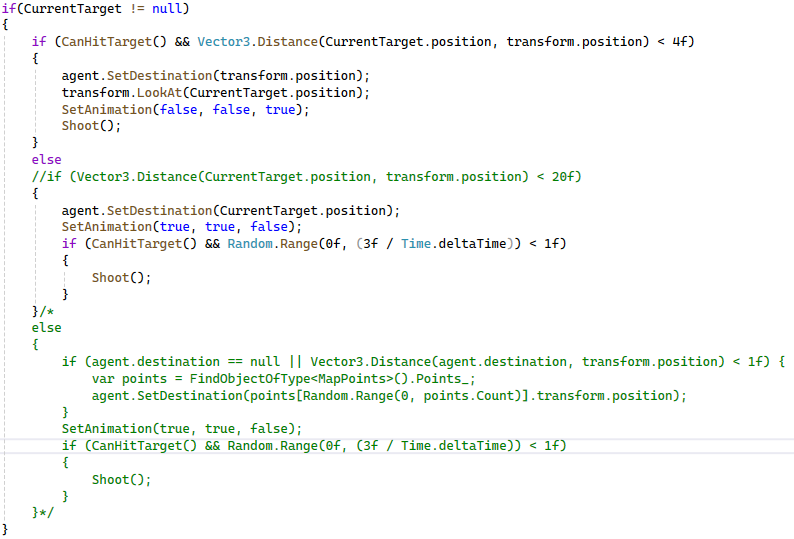 if(CurrentTarget != null)
{
    if (CanHitTarget() && Vector3.Distance(CurrentTarget.position, transform.position) < 4f)
    {
        agent.SetDestination(transform.position);
        transform.LookAt(CurrentTarget.position);
        SetAnimation(false, false, true);
        Shoot();
    }
    else
    //if (Vector3.Distance(CurrentTarget.position, transform.position) < 20f)
    {
        agent.SetDestination(CurrentTarget.position);
        SetAnimation(true, true, false);
        if (CanHitTarget() && Random.Range(0f, (3f / Time.deltaTime)) < 1f)
        {
            Shoot();
        }
    }/*
    else
    {
        if (agent.destination == null || Vector3.Distance(agent.destination, transform.position) < 1f) {
            var points = FindObjectOfType<MapPoints>().Points_;
            agent.SetDestination(points[Random.Range(0, points.Count)].transform.position);
        }
        SetAnimation(true, true, false);
        if (CanHitTarget() && Random.Range(0f, (3f / Time.deltaTime)) < 1f)
        {
            Shoot();
        }
    }*/
}